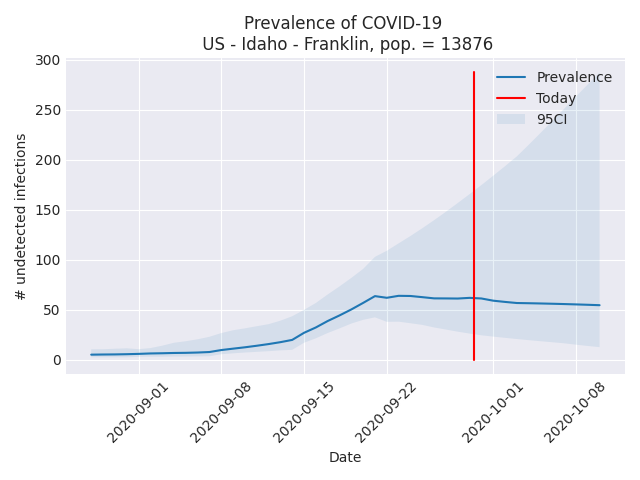 Prevalence of COVID-19
US - Idaho - Franklin, pop. = 13876
300
250
200
150
100
50
0
# undetected infections
Prevalence
Today
95CI
2020-09-01
2020-09-08
2020-09-15
2020-09-22
2020-10-01
2020-10-08
Date